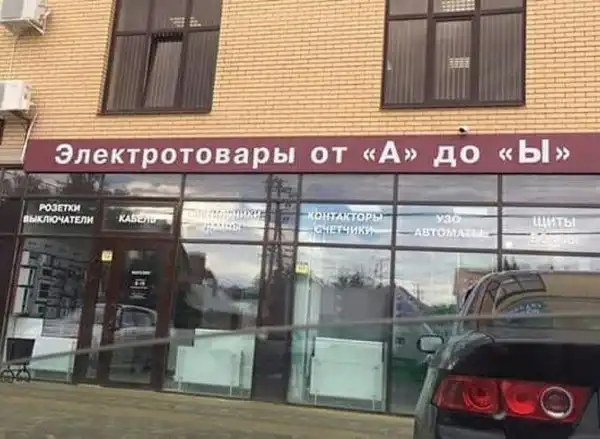 Электротовары от «А» до «Ы»
РОЗЕТКИ
ВЫКЛЮЧАТЕЛИ
КАБЕЛЬ
КОНТАКТОРЫ
СЧЕТЧИКИ
УЗО
АВТОМАТЫ
ЩИТЫ